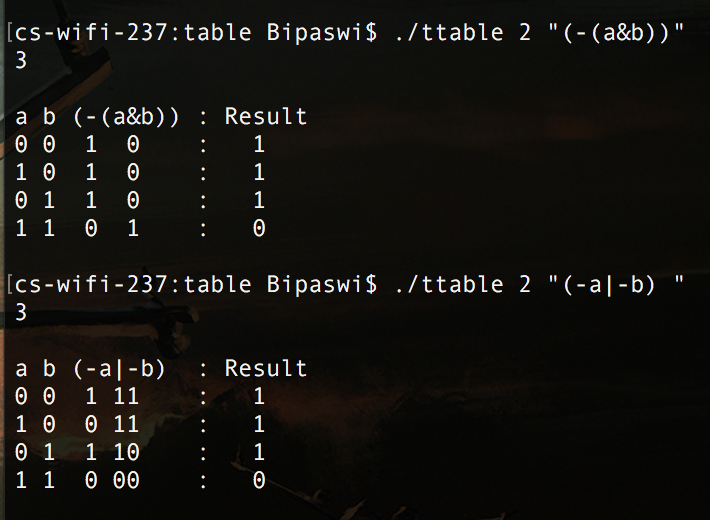 [cs-wifi-237:table Bipaswi$ ./ttable 2 "(-(a&b))"
3
a b (-(a&b)) : Result
0 0  1  0    :   1
1 0  1  0    :   1
0 1  1  0    :   1
1 1  0  1    :   0
[cs-wifi-237:table Bipaswi$ ./ttable 2 "(-a|-b) "
3
a b (-a|-b)  : Result
0 0  1 11    :   1
1 0  0 11    :   1
0 1  1 10    :   1
1 1  0 00    :   0